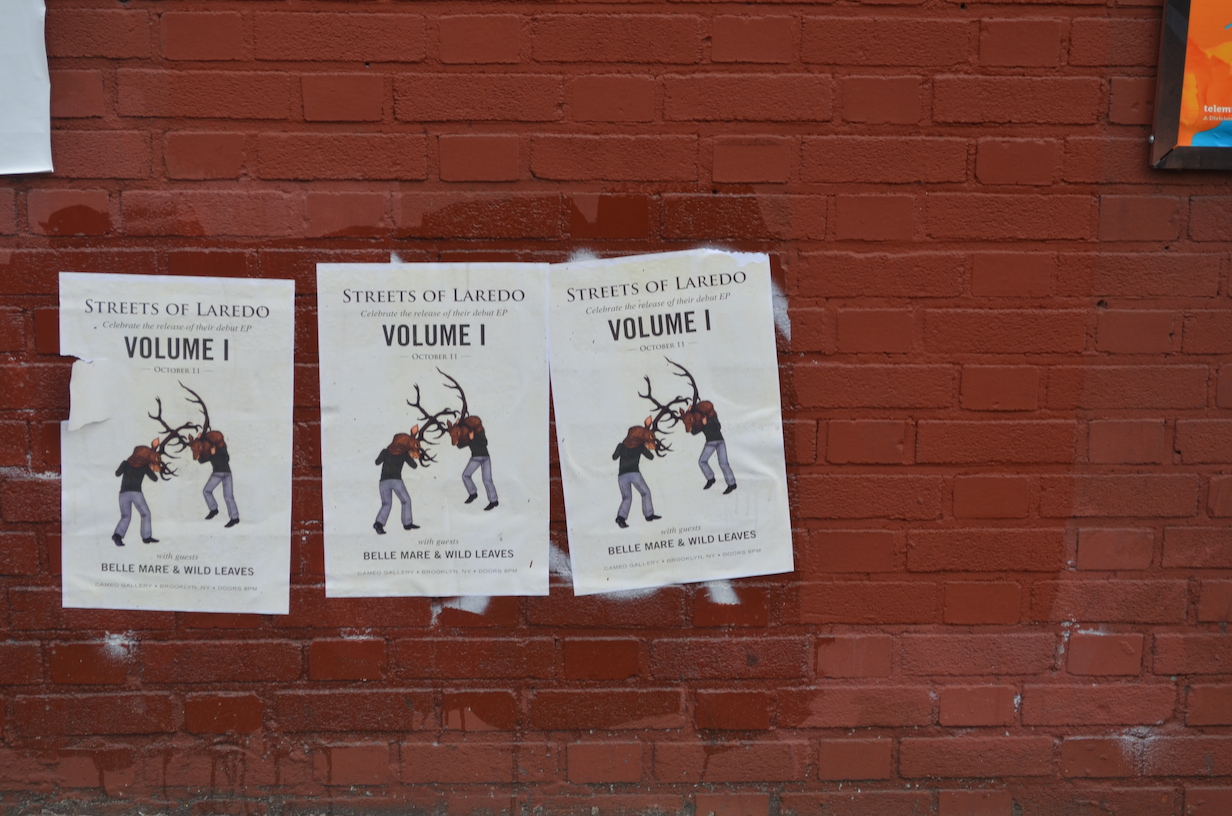 STREETS OF LAREDO
Celebrate the release of their debut EP
VOLUME I
OCTOBER 11
with guests
BELLE MARE & WILD LEAVES
CAMEO GALLERY • BROOKLYN, NY • DOORS 8PM
STREETS OF LAREDO
Celebrate the release of their debut EP
VOLUME I
OCTOBER 11
with guests
BELLE MARE & WILD LEAVES
CAMEO GALLERY • BROOKLYN, NY • DOORS 8PM
STREETS OF LAREDO
Celebrate the release of their debut EP
VOLUME I
OCTOBER 11
with guests
BELLE MARE & WILD LEAVES
CAMEO GALLERY • BROOKLYN, NY • DOORS 8PM
telem
A Division